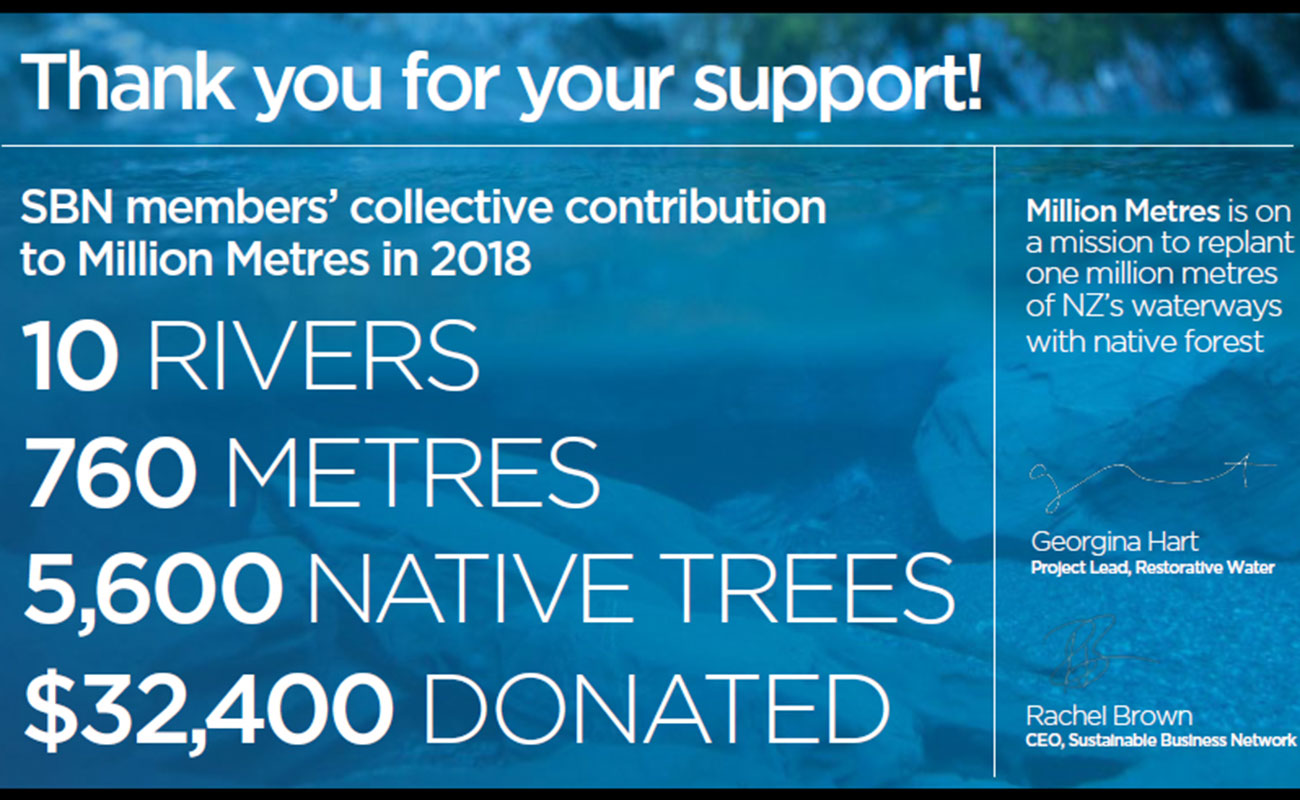 Thank you for your support!
SBN members' collective contribution
to Million Metres in 2018
10 RIVERS
760 METRES
5,600 NATIVE TREES
$32,400 DONATED
Million Metres is on
a mission to replant
one million metres
of NZ's waterways
with native forest
Georgina Hart
Project Lead, Restorative Water
Rachel Brown
CEO, Sustainable Business Network